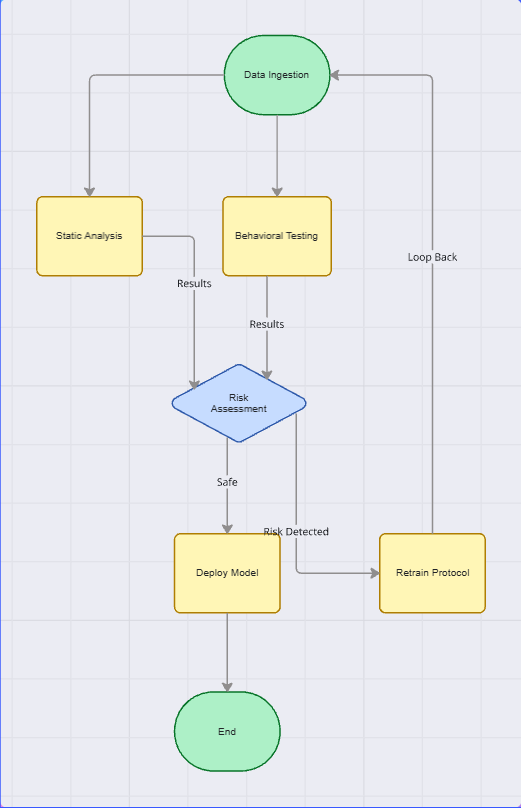 Data Ingestion
Static Analysis
Behavioral Testing
Loop Back
Results
Results
Risk
Assessment
Safe
Risk Detected
Deploy Model
Retrain Protocol
End